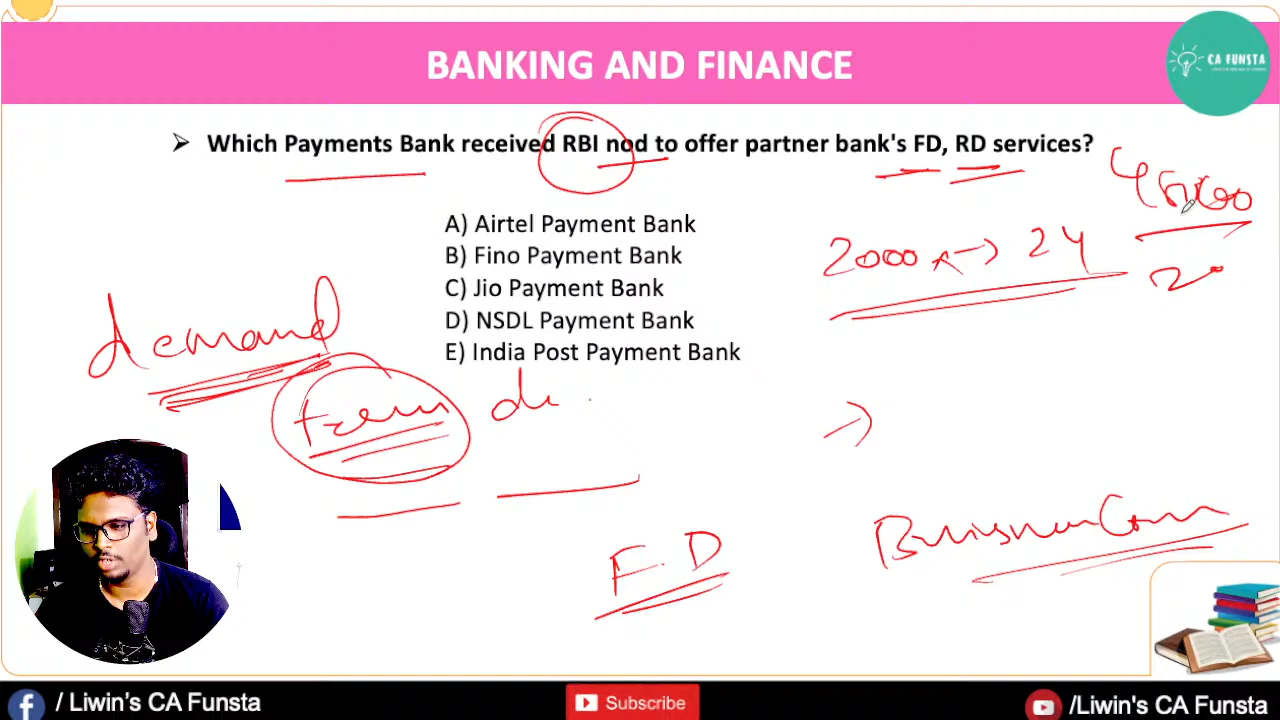 BANKING AND FINANCE
CA FUNSTA
➤ Which Payments Bank received RBI nod to offer partner bank's FD, RD services?
A) Airtel Payment Bank
B) Fino Payment Bank
C) Jio Payment Bank
D) NSDL Payment Bank
E) India Post Payment Bank
2000 → 24
demand
de
F.D
/ Liwin's CA Funsta
Subscribe
/Liwin's CA Funsta